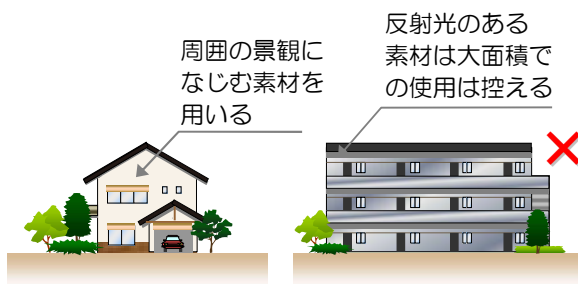 周囲の景観に
なじむ素材を
用いる
反射光のある
素材は大面積で
の使用は控える